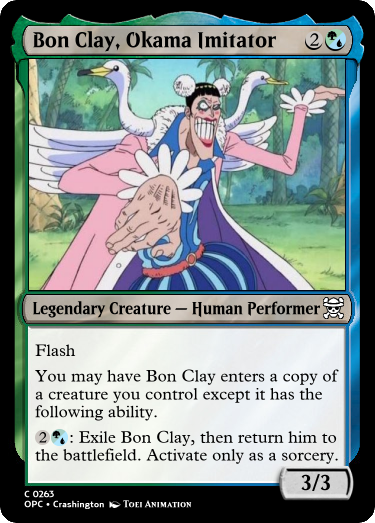 Bon Clay, Okama Imitator 2
Legendary Creature — Human Performer
Flash
You may have Bon Clay enters a copy of
a creature you control except it has the
following ability.
2 : Exile Bon Clay, then return him to
the battlefield. Activate only as a sorcery.
3/3
C 0263
OPC • Crashington TOEI ANIMATION